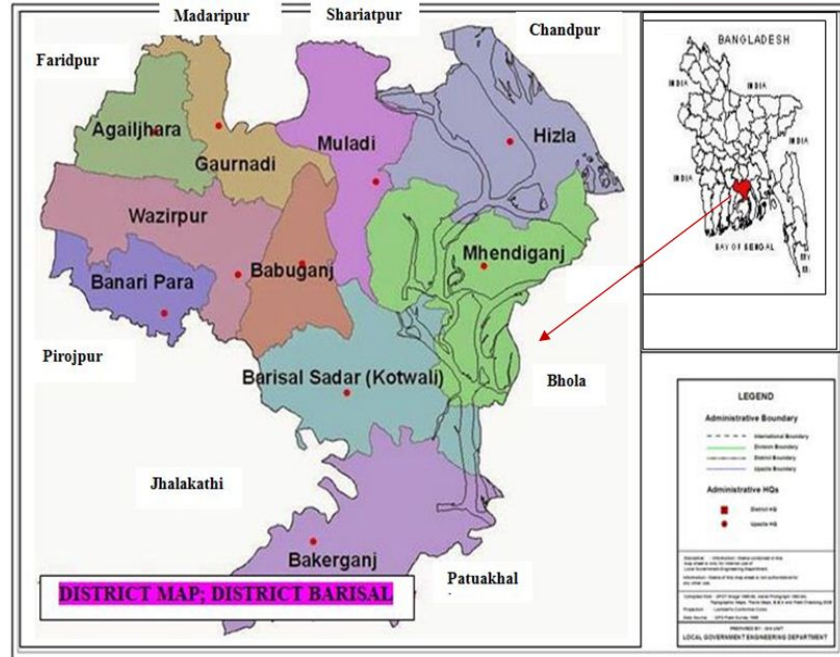 Madaripur
Shariatpur
Chandpur
Faridpur
Agailjhara
Gaurnadi
Muladi
Hizla
Wazirpur
Babuganj
Mhendiganj
Banari Para
Pirojpur
Barisal Sadar (Kotwali)
Bhola
Jhalakathi
Bakerganj
Patuakhal
DISTRICT MAP; DISTRICT BARISAL
BANGLADESH
INDIA
INDIA
INDIA
INDIA
BAY OF BENGAL
LEGEND
Administrative Boundary
International Boundary
Division Boundary
District Boundary
Upazila Boundary
Administrative HQs
District HQ
Upazila HQ
LOCAL GOVERNMENT ENGINEERING DEPARTMENT